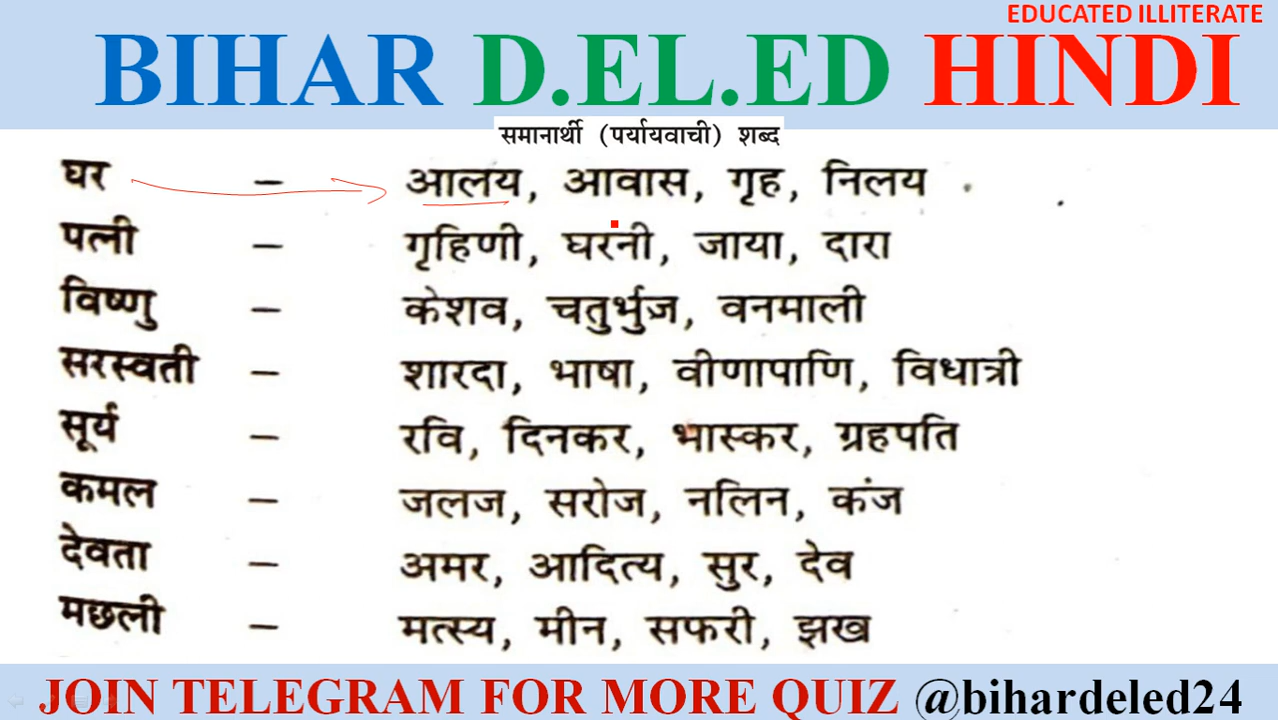 EDUCATED ILLITERATE
BIHAR D.EL.ED HINDI
समानार्थी (पर्यायवाची) शब्द
घर – आलय, आवास, गृह, निलय
पत्नी – गृहिणी, घरनी, जाया, दारा
विष्णु – केशव, चतुर्भुज, वनमाली
सरस्वती – शारदा, भाषा, वीणापाणि, विधात्री
सूर्य – रवि, दिनकर, भास्कर, ग्रहपति
कमल – जलज, सरोज, नलिन, कंज
देवता – अमर, आदित्य, सुर, देव
मछली – मत्स्य, मीन, सफरी, झख
JOIN TELEGRAM FOR MORE QUIZ @bihardeled24